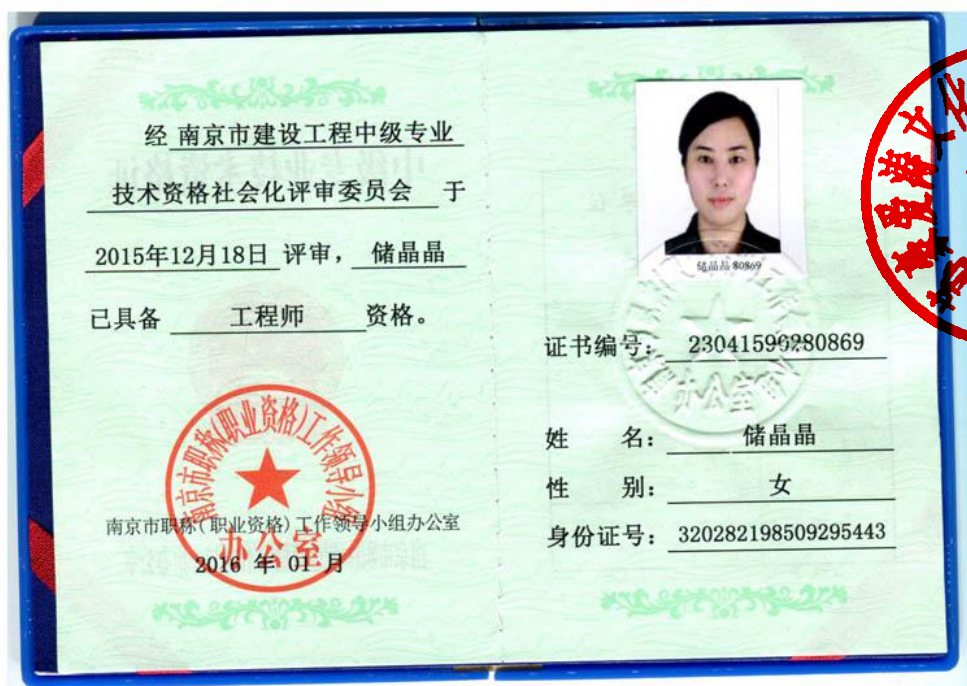 经 南京市建设工程中级专业
技术资格社会化评审委员会 于
2015年12月18日 评审， 储晶晶
已具备 工程师 资格。
南京市职称(职业资格)工作领导小组
办公室
南京市职称(职业资格)工作领导小组办公室
2016 年 01 月
储晶晶 80869
证书编号： 23041590280869
姓 名： 储晶晶
性 别： 女
身份证号： 320282198509295443